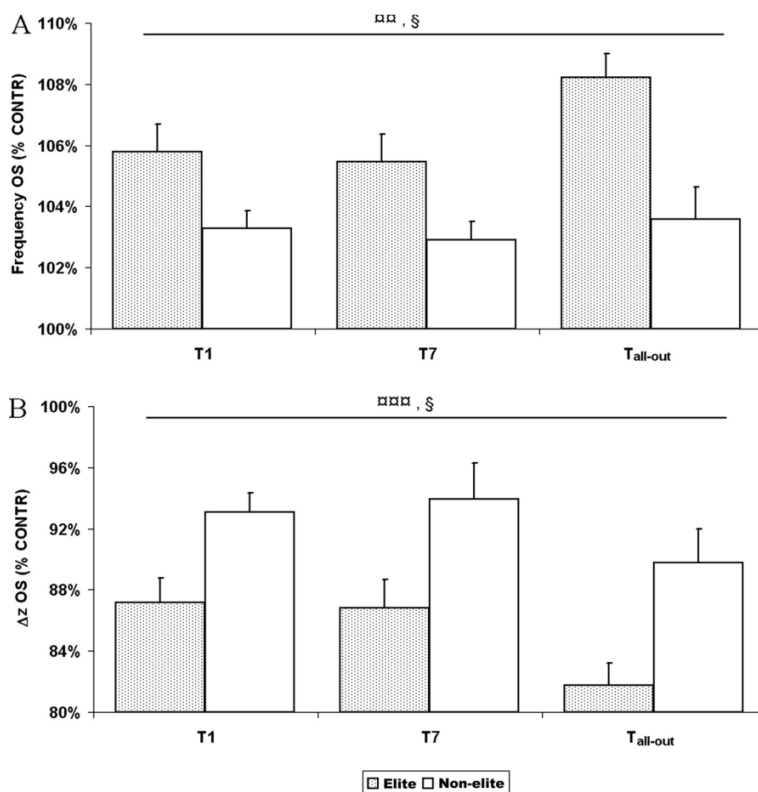 A
¤¤ , §
Frequency OS (% CONTR)
110%
108%
106%
104%
102%
100%
T1 T7 Tall-out
B
¤¤¤ , §
Δz OS (% CONTR)
100%
96%
92%
88%
84%
80%
T1 T7 Tall-out
Elite Non-elite